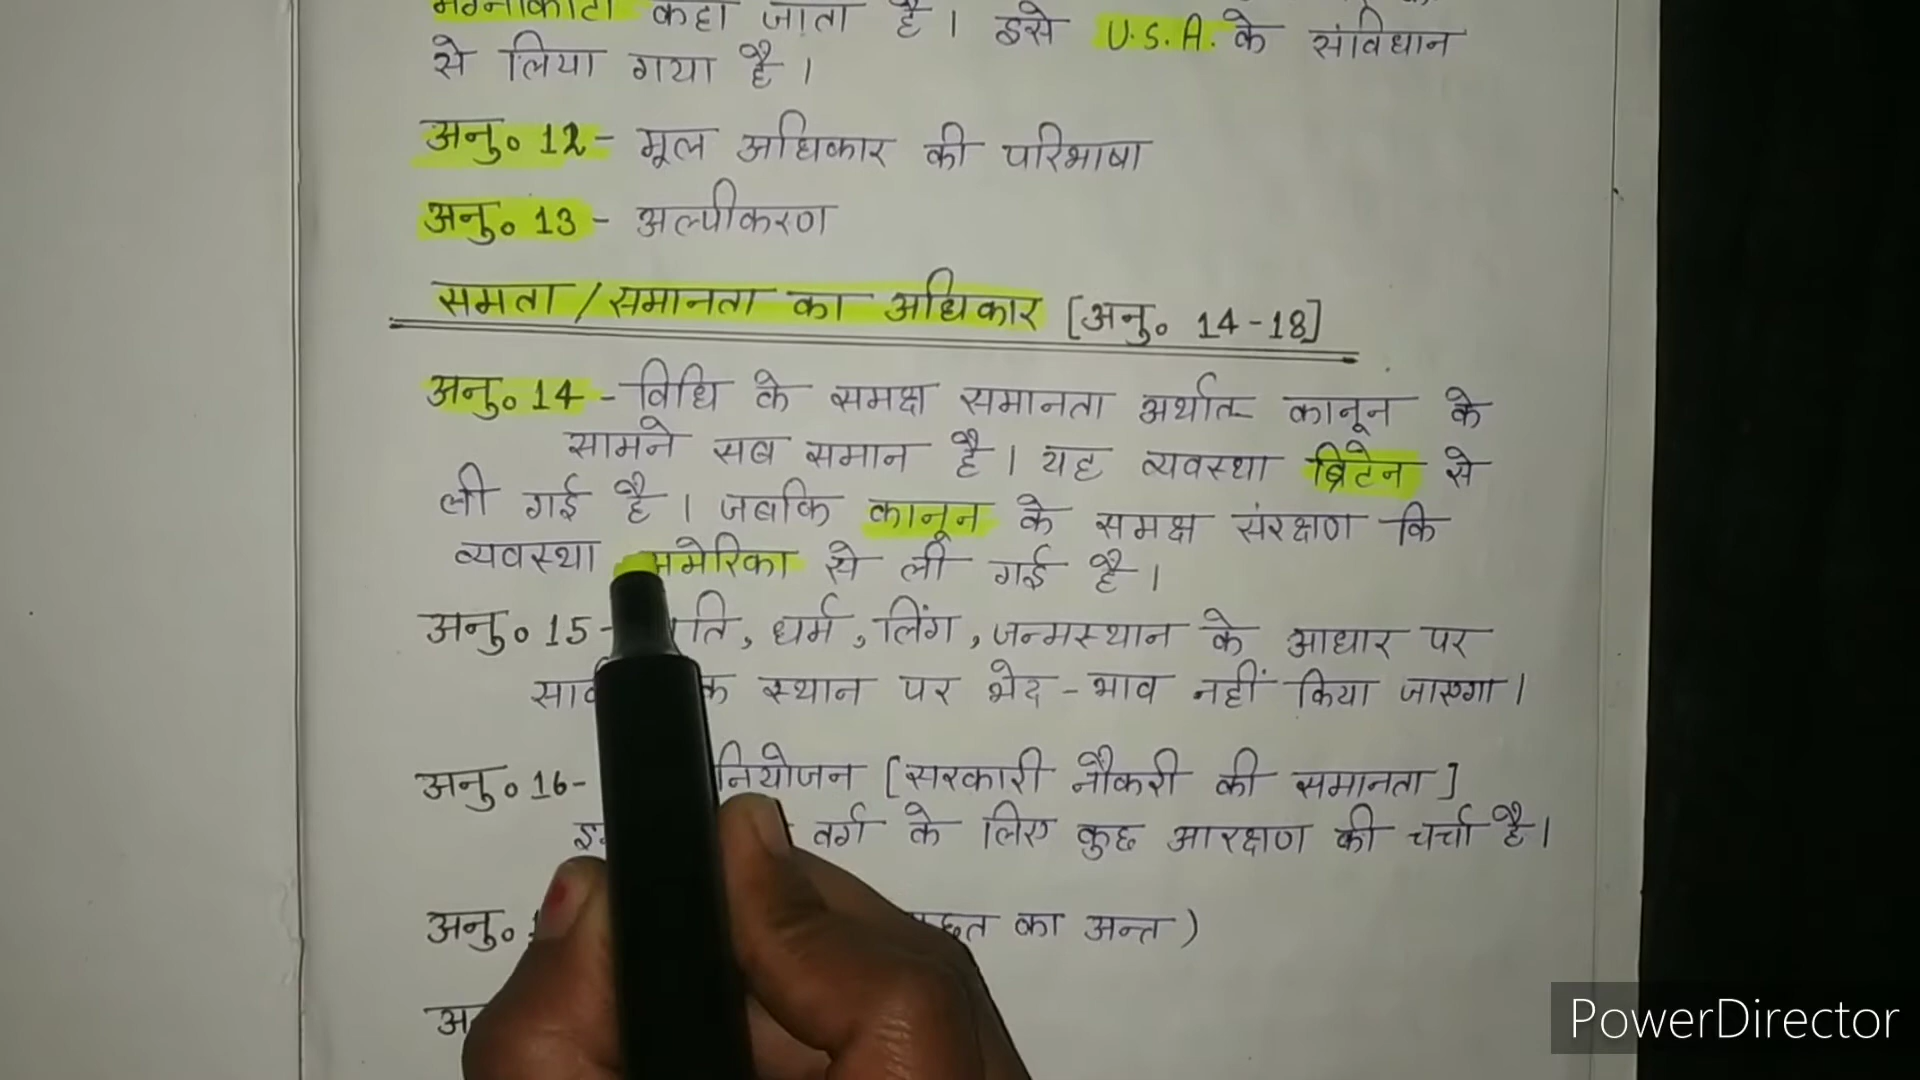 मैग्नाकार्टा कहा जाता है। इसे U.S.A. के संविधान
से लिया गया है।
अनु० 12- मूल अधिकार की परिभाषा
अनु० 13- अल्पीकरण
समता/समानता का अधिकार [अनु० 14-18]
अनु० 14- विधि के समक्ष समानता अर्थात कानून के
सामने सब समान है। यह व्यवस्था ब्रिटेन से
ली गई है। जबकि कानून के समक्ष संरक्षण कि
व्यवस्था अमेरिका से ली गई है।
अनु० 15- धर्म, लिंग, जन्मस्थान के आधार पर
स्थान पर भेद-भाव नहीं किया जाएगा।
अनु० 16- नियोजन [सरकारी नौकरी की समानता]
वर्ग के लिए कुछ आरक्षण की चर्चा है।
अनु० का अन्त)
PowerDirector